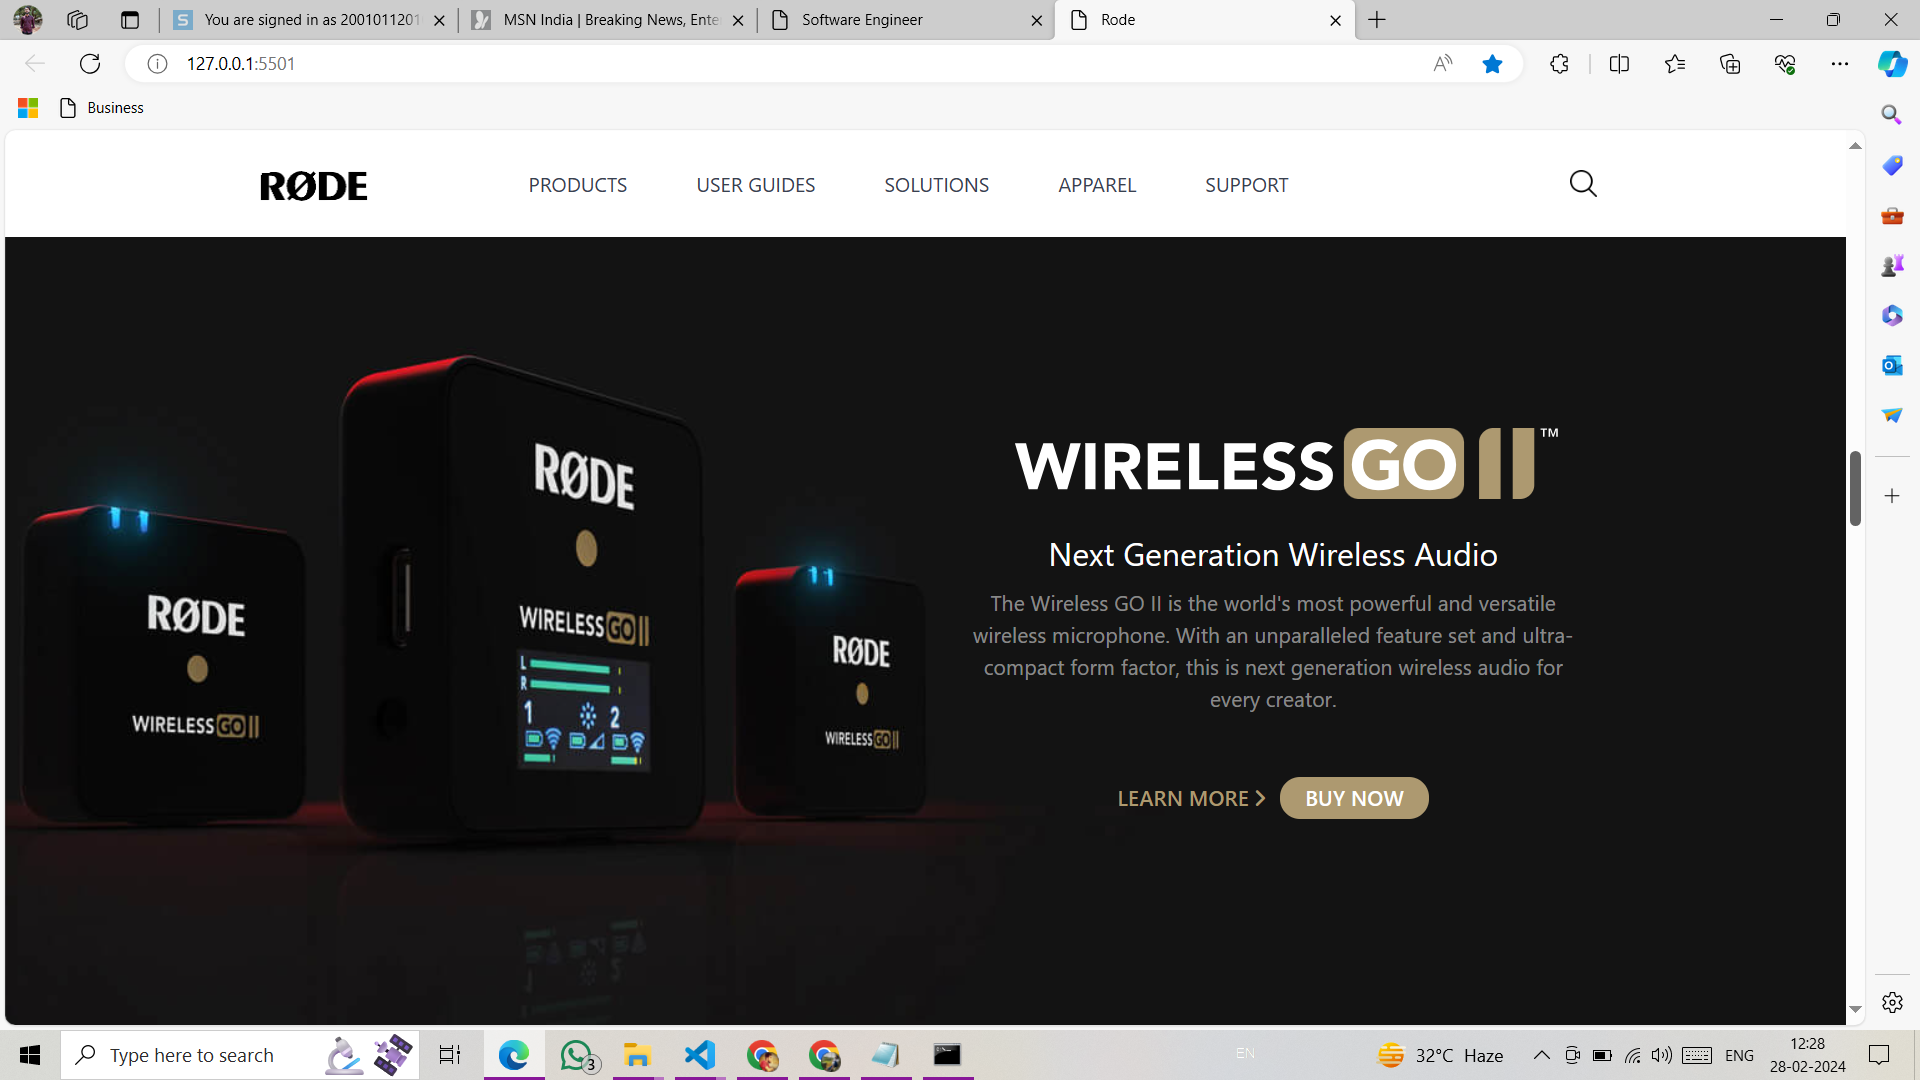 You are signed in as 2001011201
MSN India | Breaking News, Ente
Software Engineer
Rode
127.0.0.1:5501
Business
RØDE
PRODUCTS
USER GUIDES
SOLUTIONS
APPAREL
SUPPORT
WIRELESS GO II™
Next Generation Wireless Audio
The Wireless GO II is the world's most powerful and versatile
wireless microphone. With an unparalleled feature set and ultra-
compact form factor, this is next generation wireless audio for
every creator.
LEARN MORE
BUY NOW
RØDE
WIRELESS GO II
RØDE
WIRELESS GO II
L
R
1 2
RØDE
WIRELESS GO II
Type here to search
3
EN
32°C Haze
ENG
12:28
28-02-2024